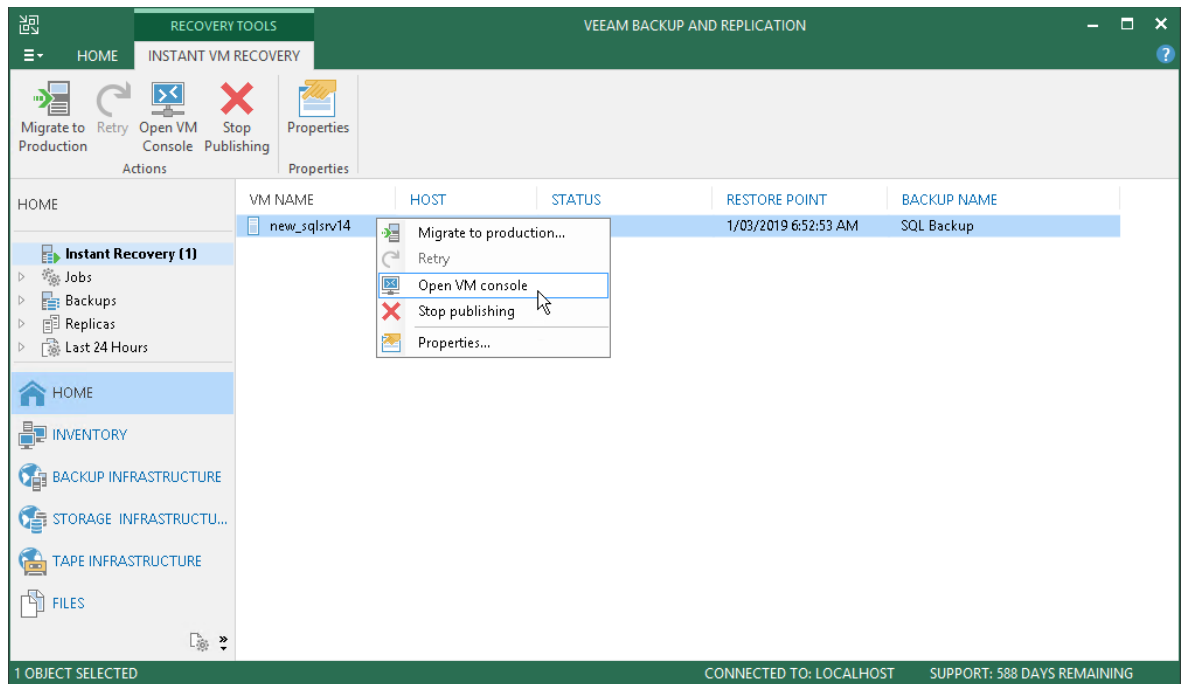 RECOVERY TOOLS
VEEAM BACKUP AND REPLICATION
HOME
INSTANT VM RECOVERY
Migrate to Production
Retry
Open VM Console
Stop Publishing
Properties
Actions
Properties
HOME
VM NAME HOST STATUS RESTORE POINT BACKUP NAME
new_sqlsrv14 1/03/2019 6:52:53 AM SQL Backup
Instant Recovery (1)
Jobs
Backups
Replicas
Last 24 Hours
Migrate to production...
Retry
Open VM console
Stop publishing
Properties...
HOME
INVENTORY
BACKUP INFRASTRUCTURE
STORAGE INFRASTRUCTU...
TAPE INFRASTRUCTURE
FILES
1 OBJECT SELECTED
CONNECTED TO: LOCALHOST
SUPPORT: 588 DAYS REMAINING